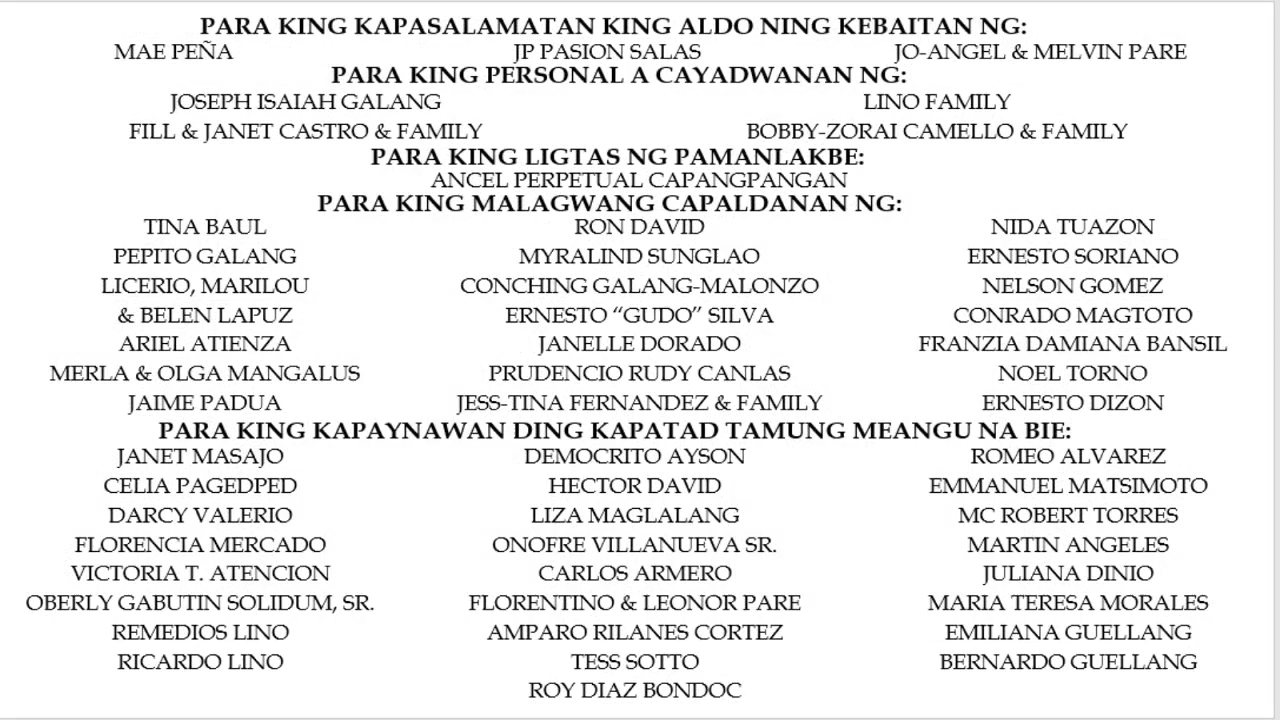 PARA KING KAPASALAMATAN KING ALDO NING KEBAITAN NG:
MAE PEÑA JP PASION SALAS JO-ANGEL & MELVIN PARE
PARA KING PERSONAL A CAYADWANAN NG:
JOSEPH ISAIAH GALANG LINO FAMILY
FILL & JANET CASTRO & FAMILY BOBBY-ZORAI CAMELLO & FAMILY
PARA KING LIGTAS NG PAMANLAKBE:
ANCEL PERPETUAL CAPANGPANGAN
PARA KING MALAGWANG CAPALDANAN NG:
TINA BAUL RON DAVID NIDA TUAZON
PEPITO GALANG MYRALIND SUNGLAO ERNESTO SORIANO
LICERIO, MARILOU CONCHING GALANG-MALONZO NELSON GOMEZ
& BELEN LAPUZ ERNESTO “GUDO” SILVA CONRADO MAGTOTO
ARIEL ATIENZA JANELLE DORADO FRANZIA DAMIANA BANSIL
MERLA & OLGA MANGALUS PRUDENCIO RUDY CANLAS NOEL TORNO
JAIME PADUA JESS-TINA FERNANDEZ & FAMILY ERNESTO DIZON
PARA KING KAPAYNAWAN DING KAPATAD TAMUNG MEANGU NA BIE:
JANET MASAJO DEMOCRITO AYSON ROMEO ALVAREZ
CELIA PAGEDPED HECTOR DAVID EMMANUEL MATSIMOTO
DARCY VALERIO LIZA MAGLALANG MC ROBERT TORRES
FLORENCIA MERCADO ONOFRE VILLANUEVA SR. MARTIN ANGELES
VICTORIA T. ATENCION CARLOS ARMERO JULIANA DINIO
OBERLY GABUTIN SOLIDUM, SR. FLORENTINO & LEONOR PARE MARIA TERESA MORALES
REMEDIOS LINO AMPARO RILANES CORTEZ EMILIANA GUELLANG
RICARDO LINO TESS SOTTO BERNARDO GUELLANG
ROY DIAZ BONDOC